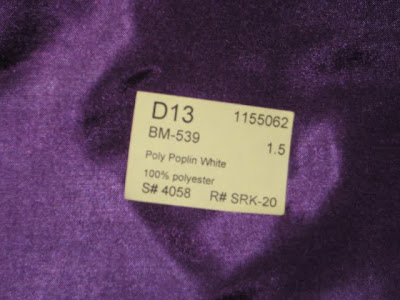 D13 1155062
BM-539 1.5
Poly Poplin White
100% polyester
S# 4058 R# SRK-20